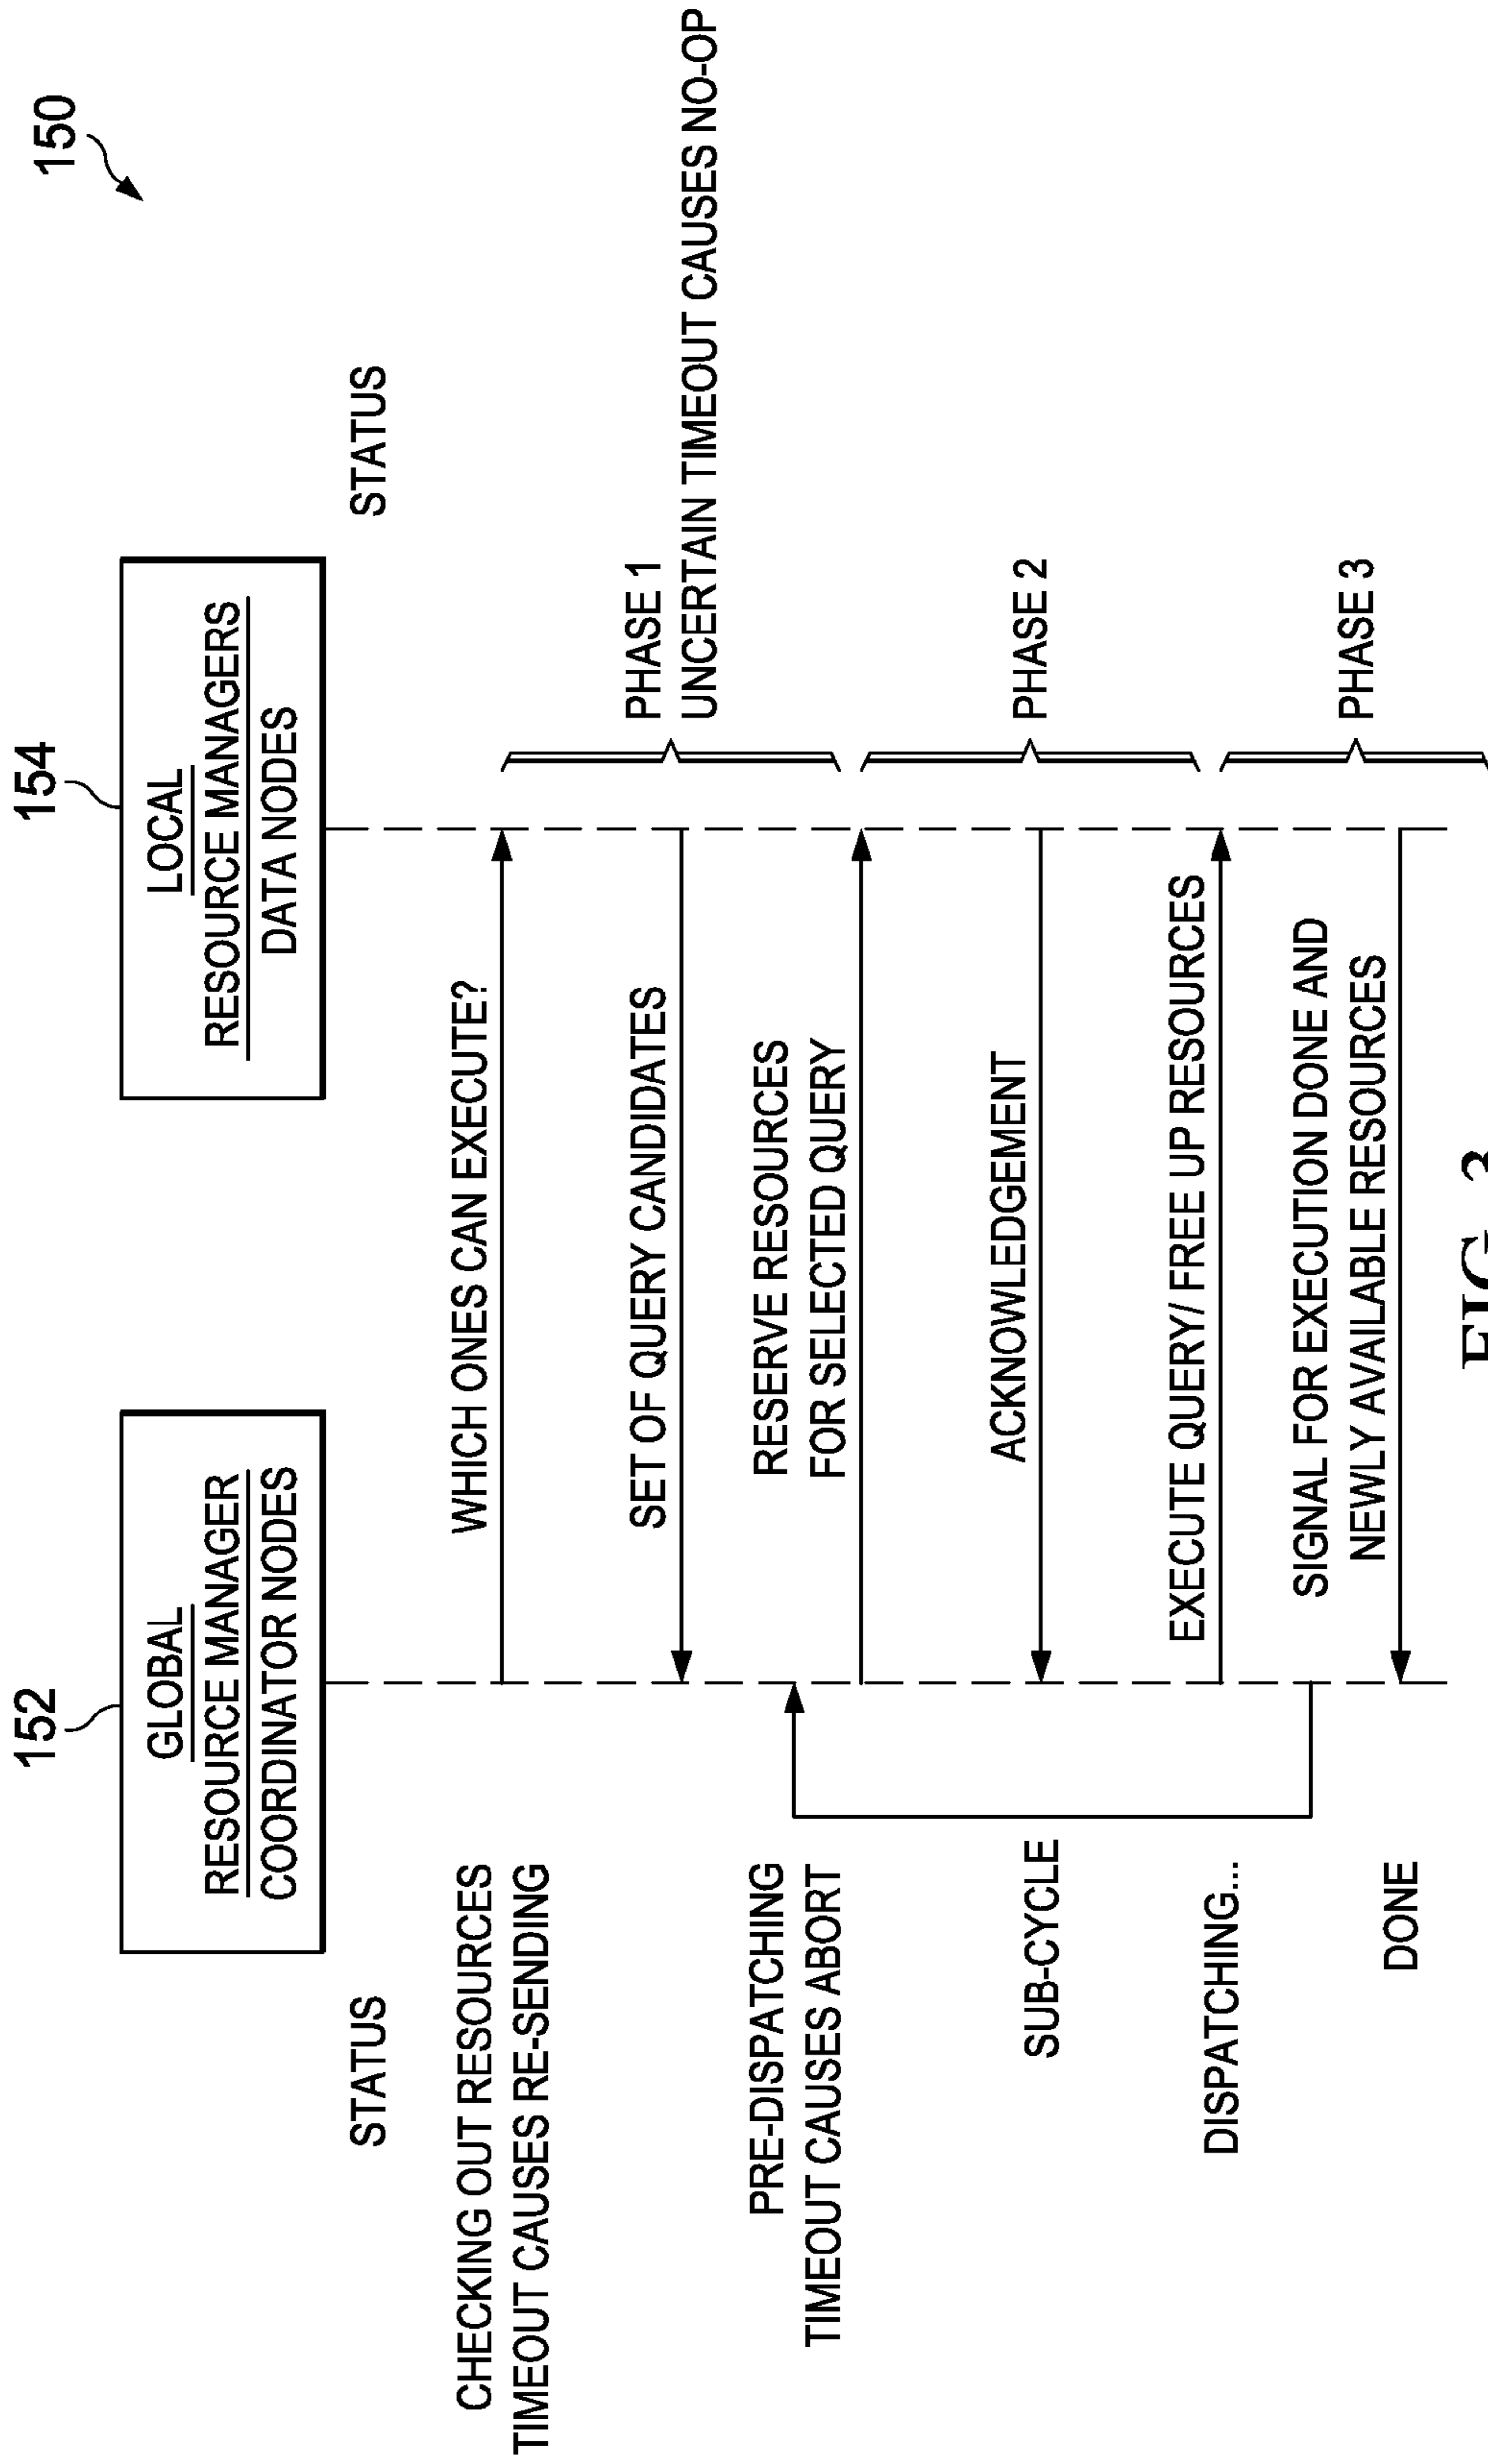 150
152
154
GLOBAL
RESOURCE MANAGER
COORDINATOR NODES
LOCAL
RESOURCE MANAGERS
DATA NODES
STATUS
STATUS
CHECKING OUT RESOURCES
TIMEOUT CAUSES RE-SENDING
WHICH ONES CAN EXECUTE?
PHASE 1
UNCERTAIN TIMEOUT CAUSES NO-OP
SET OF QUERY CANDIDATES
PRE-DISPATCHING
TIMEOUT CAUSES ABORT
RESERVE RESOURCES
FOR SELECTED QUERY
SUB-CYCLE
ACKNOWLEDGEMENT
PHASE 2
DISPATCHING...
EXECUTE QUERY/ FREE UP RESOURCES
SIGNAL FOR EXECUTION DONE AND
NEWLY AVAILABLE RESOURCES
PHASE 3
DONE
FIG. 3